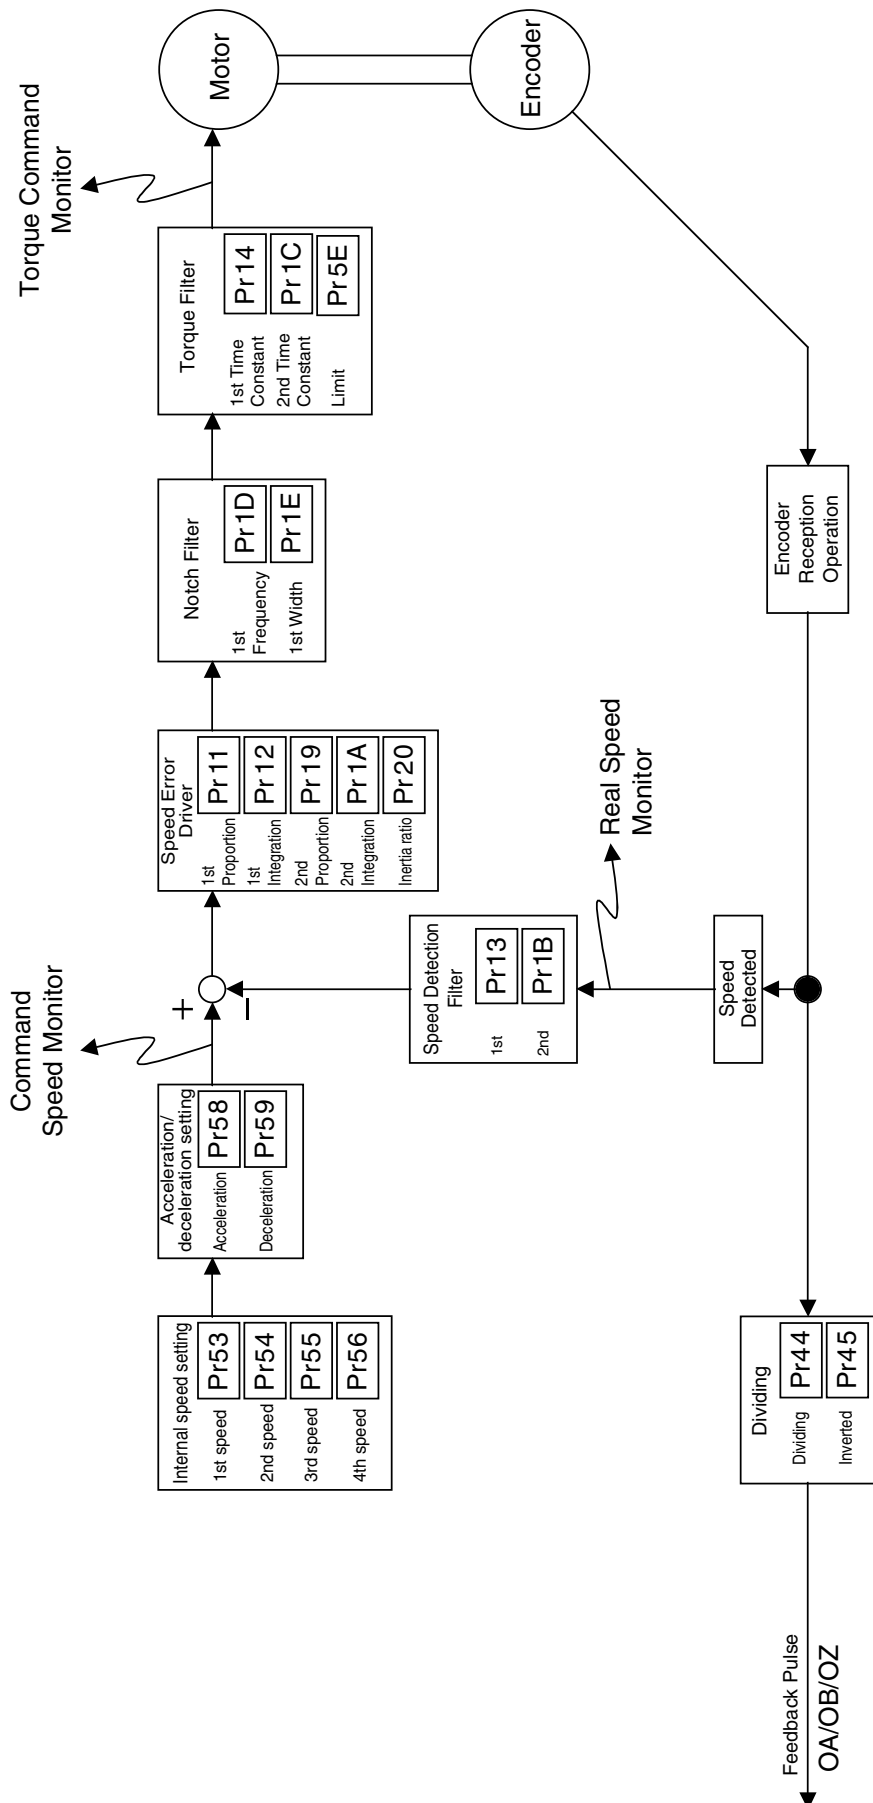 Internal speed setting
1st speed
Pr53
2nd speed
Pr54
3rd speed
Pr55
4th speed
Pr56
Acceleration/
deceleration setting
Acceleration
Pr58
Deceleration
Pr59
Command
Speed Monitor
+
−
Speed Error
Driver
1st
Proportion
Pr11
1st
Integration
Pr12
2nd
Proportion
Pr19
2nd
Integration
Pr1A
Inertia ratio
Pr20
Notch Filter
1st
Frequency
Pr1D
1st Width
Pr1E
Torque Filter
1st Time
Constant
Pr14
2nd Time
Constant
Pr1C
Limit
Pr5E
Torque Command
Monitor
Motor
Encoder
Speed Detection
Filter
1st
Pr13
2nd
Pr1B
Real Speed
Monitor
Speed
Detected
Encoder
Reception
Operation
Dividing
Dividing
Pr44
Inverted
Pr45
Feedback Pulse
OA/OB/OZ